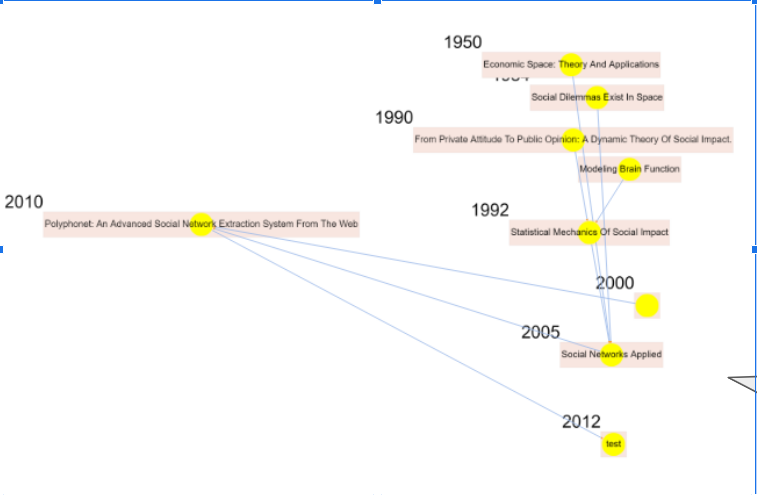 1950
Economic Space: Theory And Applications
Social Dilemmas Exist In Space
1990
From Private Attitude To Public Opinion: A Dynamic Theory Of Social Impact.
Modeling Brain Function
2010
Polyphonet: An Advanced Social Network Extraction System From The Web
1992
Statistical Mechanics Of Social Impact
2000
2005
Social Networks Applied
2012
test